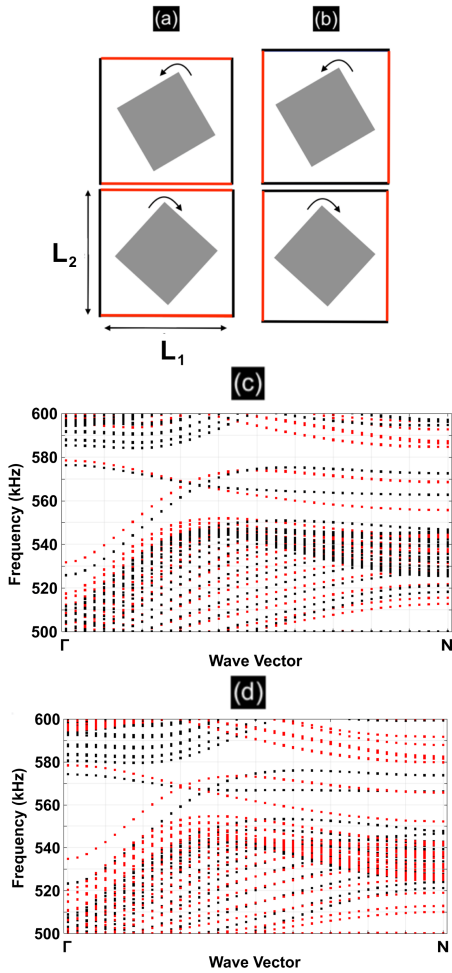 (a) (b)
L2
L1
(c)
600
580
560
540
520
500
Frequency (kHz)
Γ N
Wave Vector
(d)
600
580
560
540
520
500
Frequency (kHz)
Γ N
Wave Vector